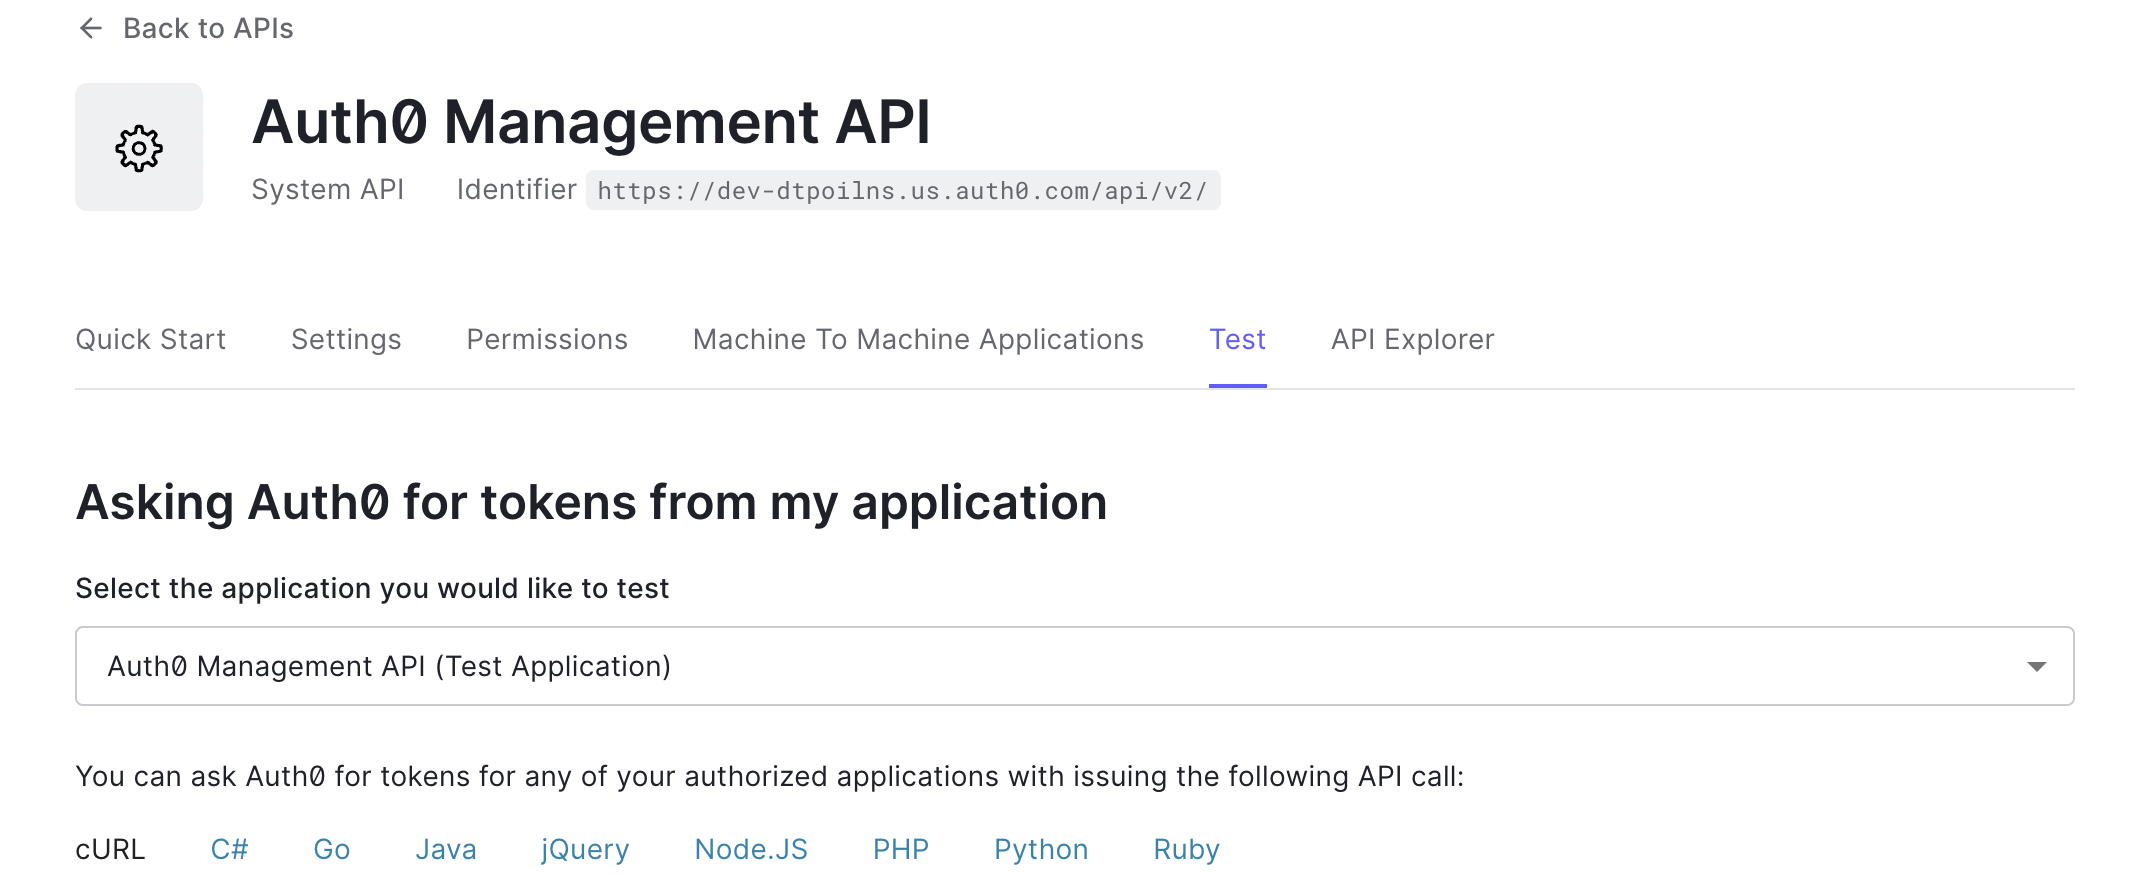 Back to APIs
Auth0 Management API
System API Identifier https://dev-dtpoilns.us.auth0.com/api/v2/
Quick Start Settings Permissions Machine To Machine Applications Test API Explorer
Asking Auth0 for tokens from my application
Select the application you would like to test
Auth0 Management API (Test Application)
You can ask Auth0 for tokens for any of your authorized applications with issuing the following API call:
cURL C# Go Java jQuery Node.JS PHP Python Ruby